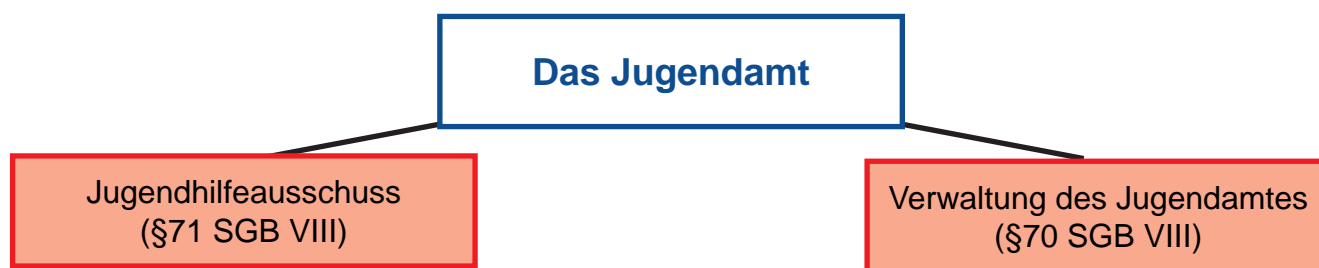 Das Jugendamt
Jugendhilfeausschuss
(§71 SGB VIII)
Verwaltung des Jugendamtes
(§70 SGB VIII)